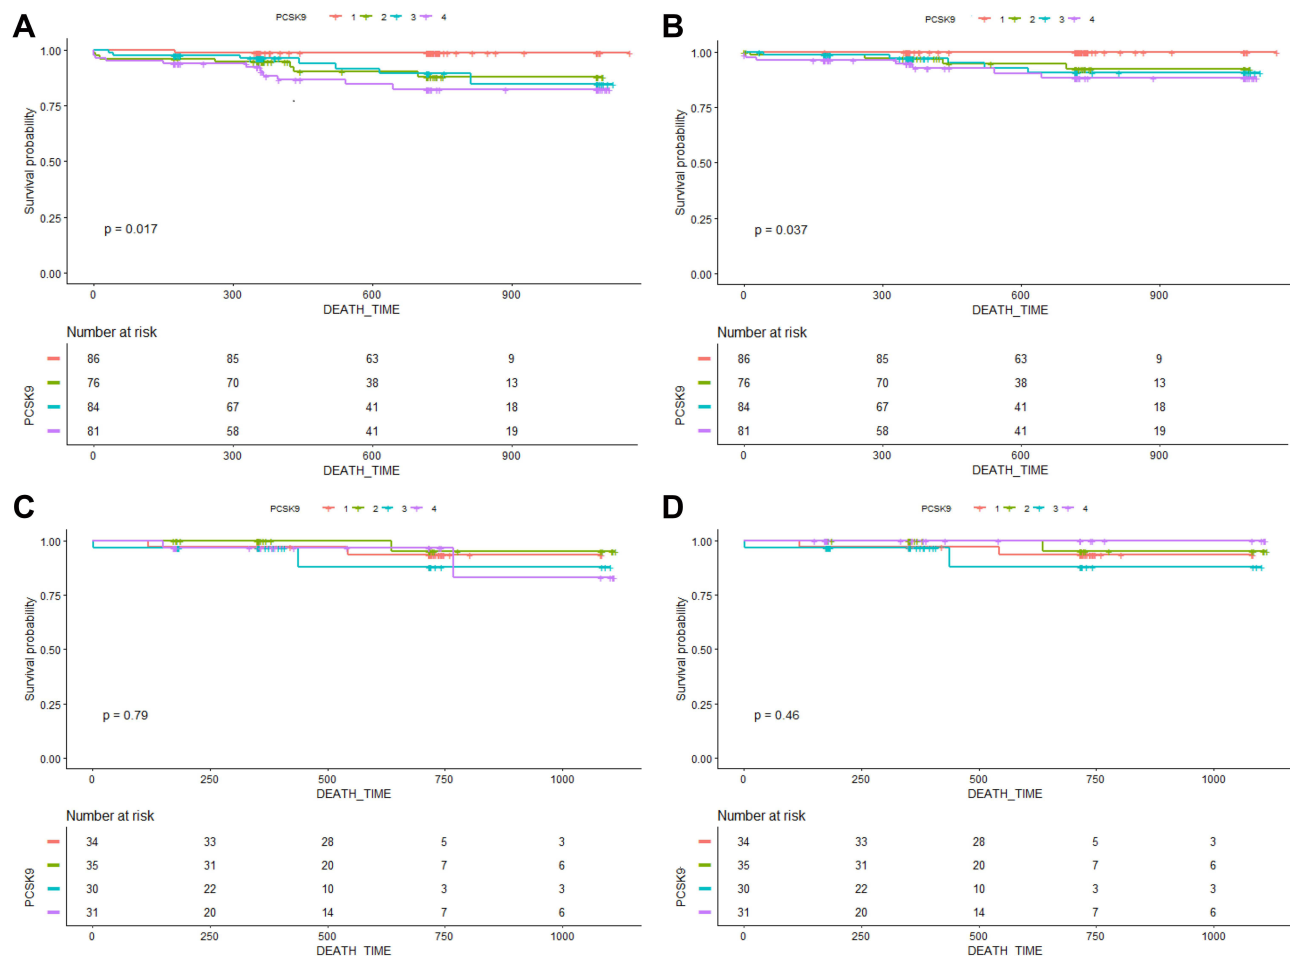 A
PCSK9 1 2 3 4
1.00
0.75
0.50
0.25
0.00
Survival probability
p = 0.017
0 300 600 900
DEATH_TIME
Number at risk
PCSK9
86 85 63 9
76 70 38 13
84 67 41 18
81 58 41 19
0 300 600 900
DEATH_TIME
B
PCSK9 1 2 3 4
1.00
0.75
0.50
0.25
0.00
Survival probability
p = 0.037
0 300 600 900
DEATH_TIME
Number at risk
PCSK9
86 85 63 9
76 70 38 13
84 67 41 18
81 58 41 19
0 300 600 900
DEATH_TIME
C
PCSK9 1 2 3 4
1.00
0.75
0.50
0.25
0.00
Survival probability
p = 0.79
0 250 500 750 1000
DEATH_TIME
Number at risk
PCSK9
34 33 28 5 3
35 31 20 7 6
30 22 10 3 3
31 20 14 7 6
0 250 500 750 1000
DEATH_TIME
D
PCSK9 1 2 3 4
1.00
0.75
0.50
0.25
0.00
Survival probability
p = 0.46
0 250 500 750 1000
DEATH_TIME
Number at risk
PCSK9
34 33 28 5 3
35 31 20 7 6
30 22 10 3 3
31 20 14 7 6
0 250 500 750 1000
DEATH_TIME